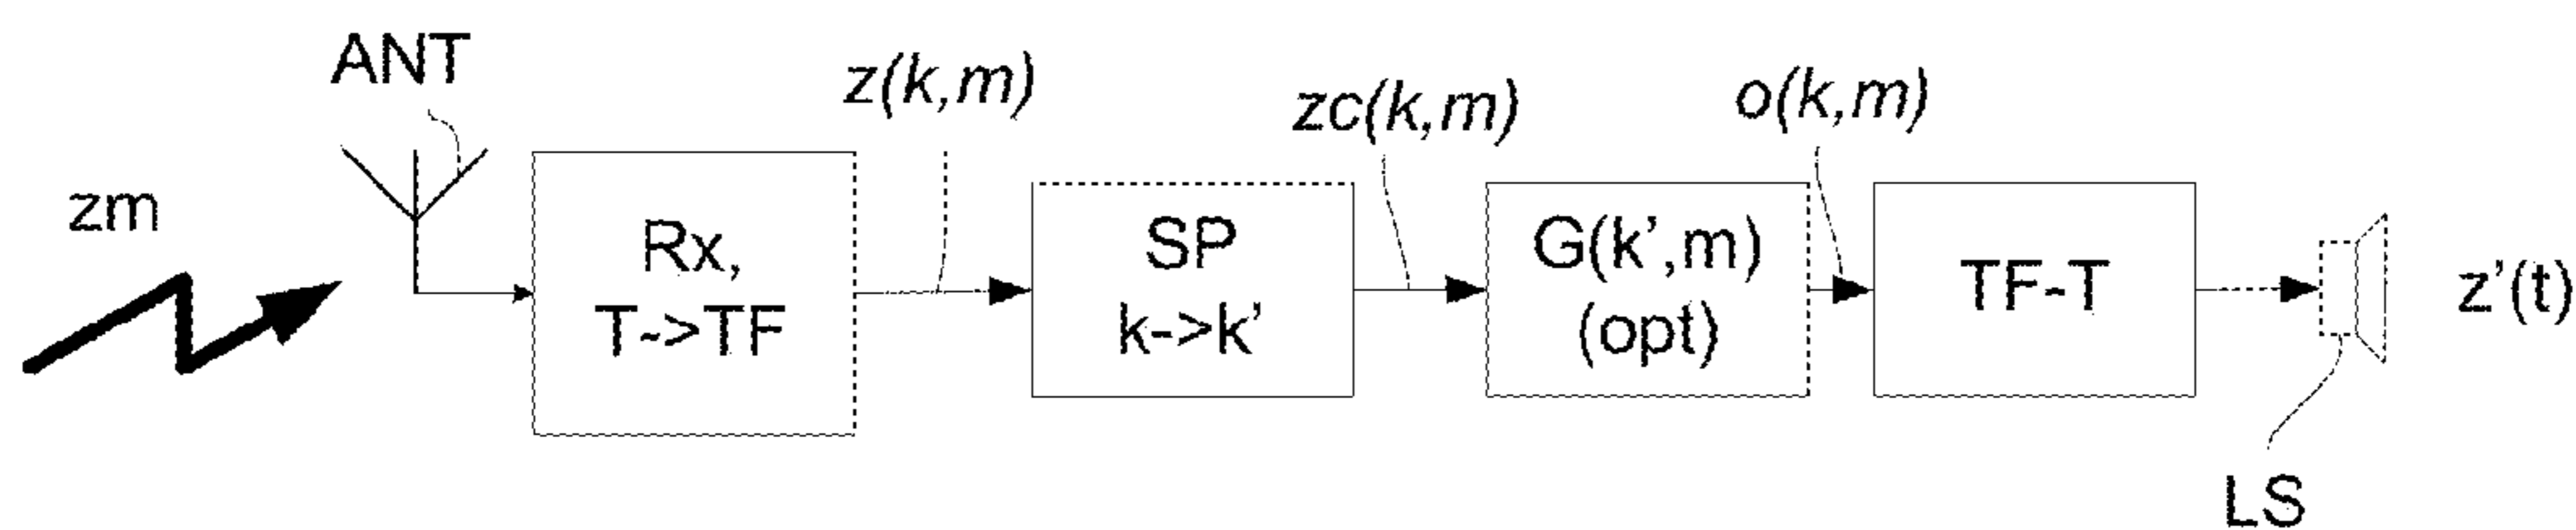 ANT
z(k,m)
zc(k,m)
o(k,m)
zm
Rx,
T->TF
SP
k->k’
G(k’,m)
(opt)
TF-T
z’(t)
LS